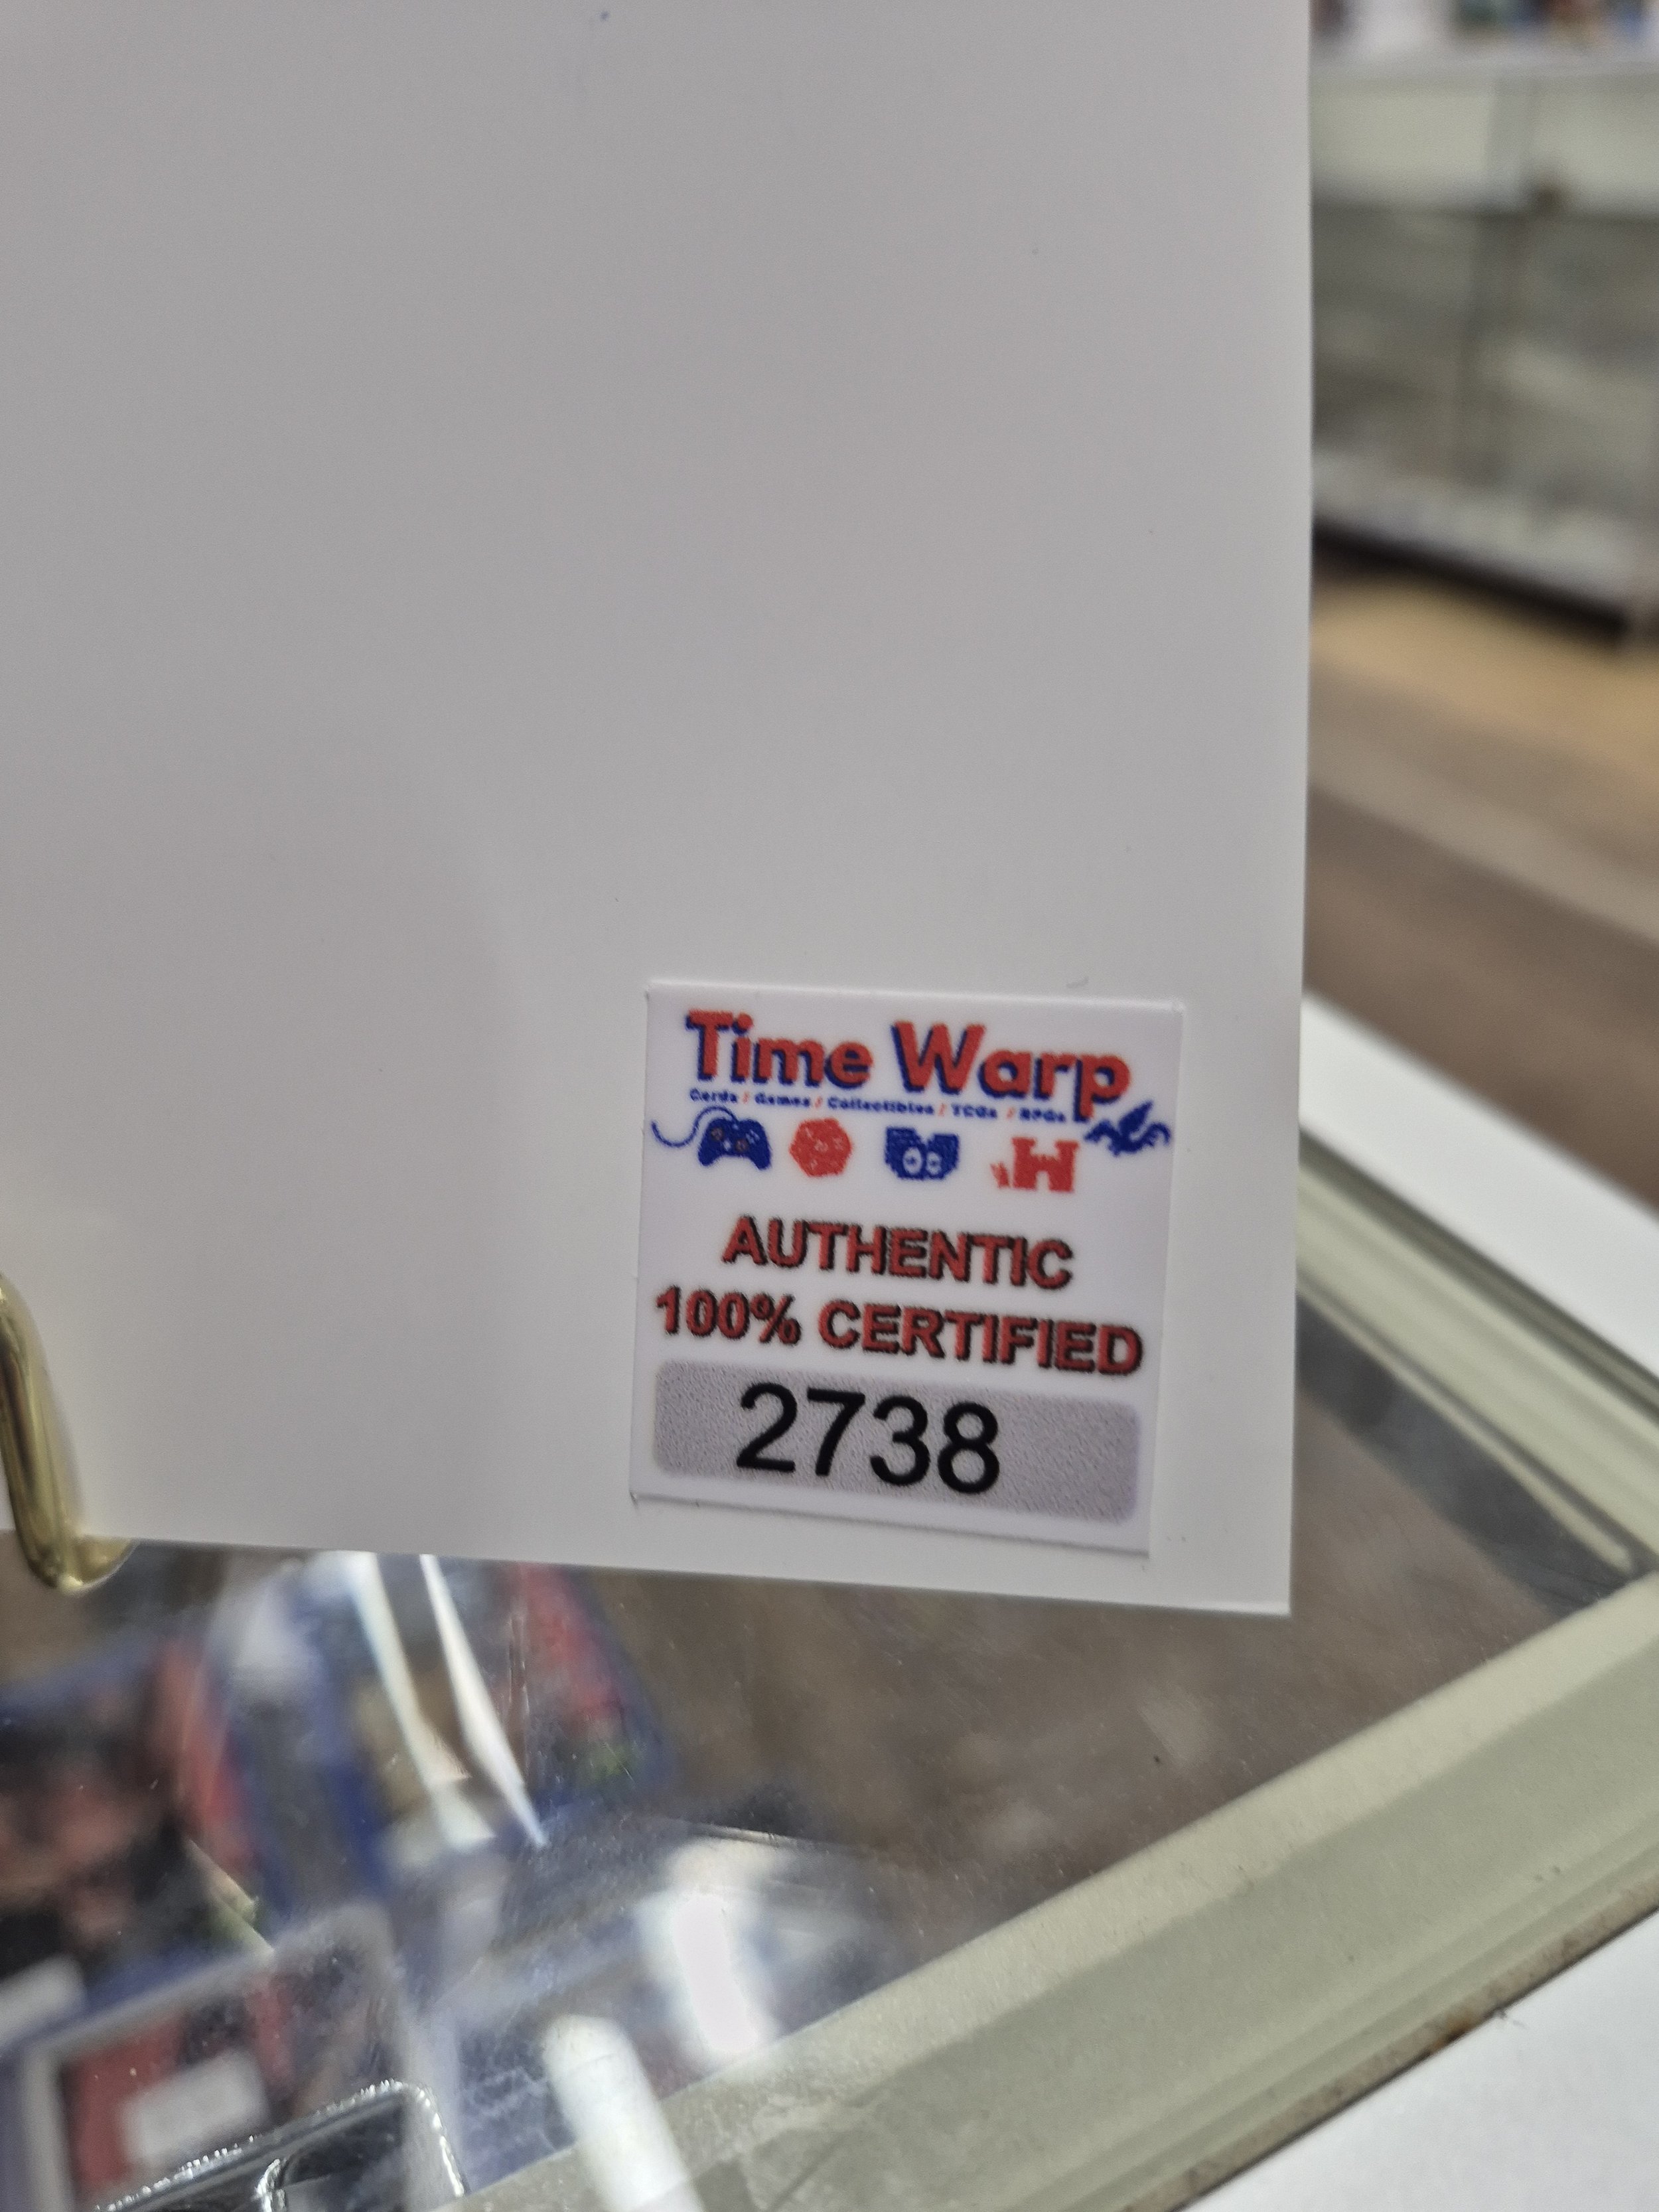 Time Warp
Cards / Games / Collectibles / TCGs / RPGs
AUTHENTIC
100% CERTIFIED
2738